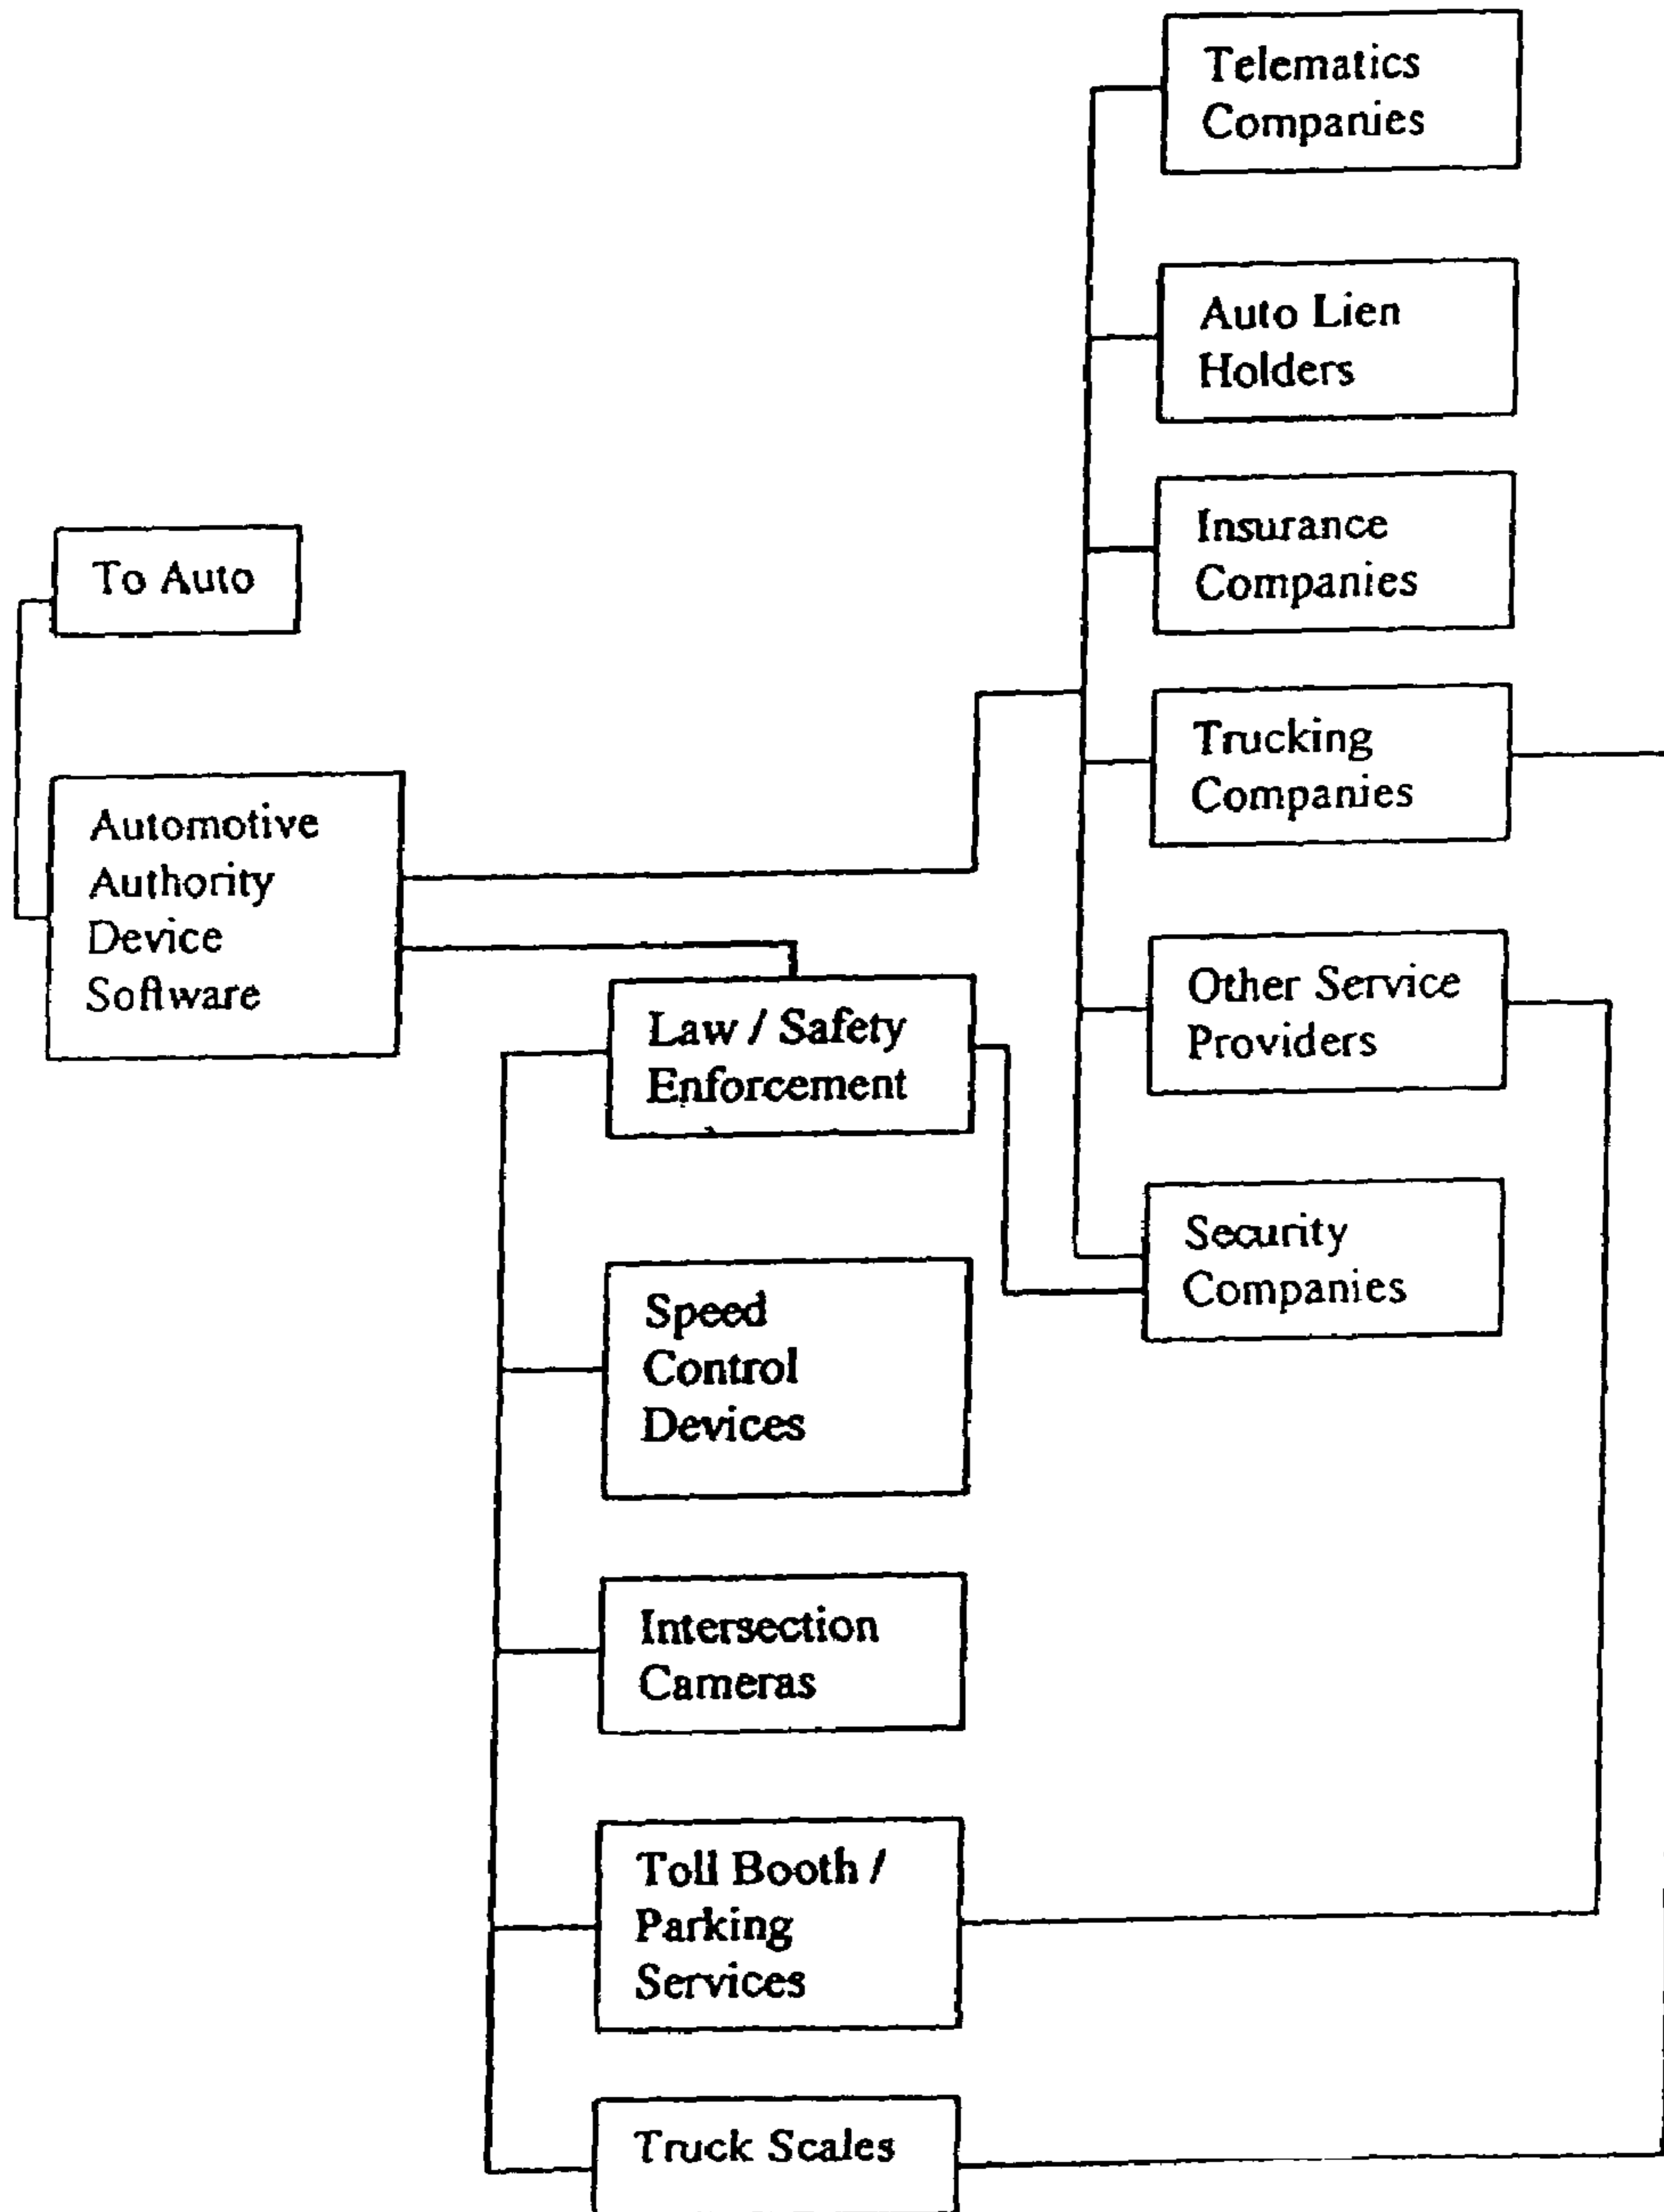 Telematics
Companies
Auto Lien
Holders
Insurance
Companies
To Auto
Trucking
Companies
Automotive
Authority
Device
Software
Other Service
Providers
Law / Safety
Enforcement
Security
Companies
Speed
Control
Devices
Intersection
Cameras
Toll Booth /
Parking
Services
Truck Scales